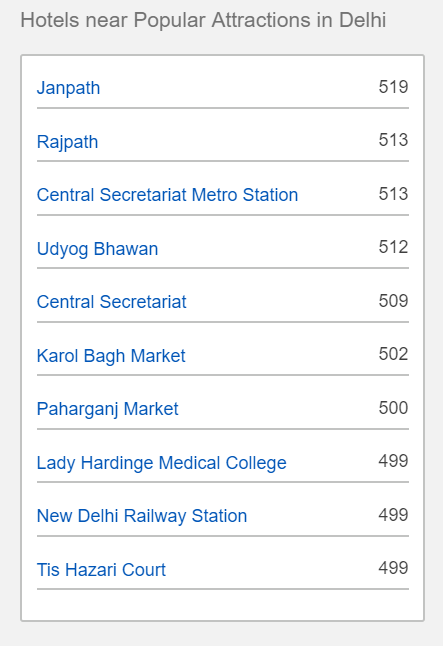 Hotels near Popular Attractions in Delhi
Janpath 519
Rajpath 513
Central Secretariat Metro Station 513
Udyog Bhawan 512
Central Secretariat 509
Karol Bagh Market 502
Paharganj Market 500
Lady Hardinge Medical College 499
New Delhi Railway Station 499
Tis Hazari Court 499